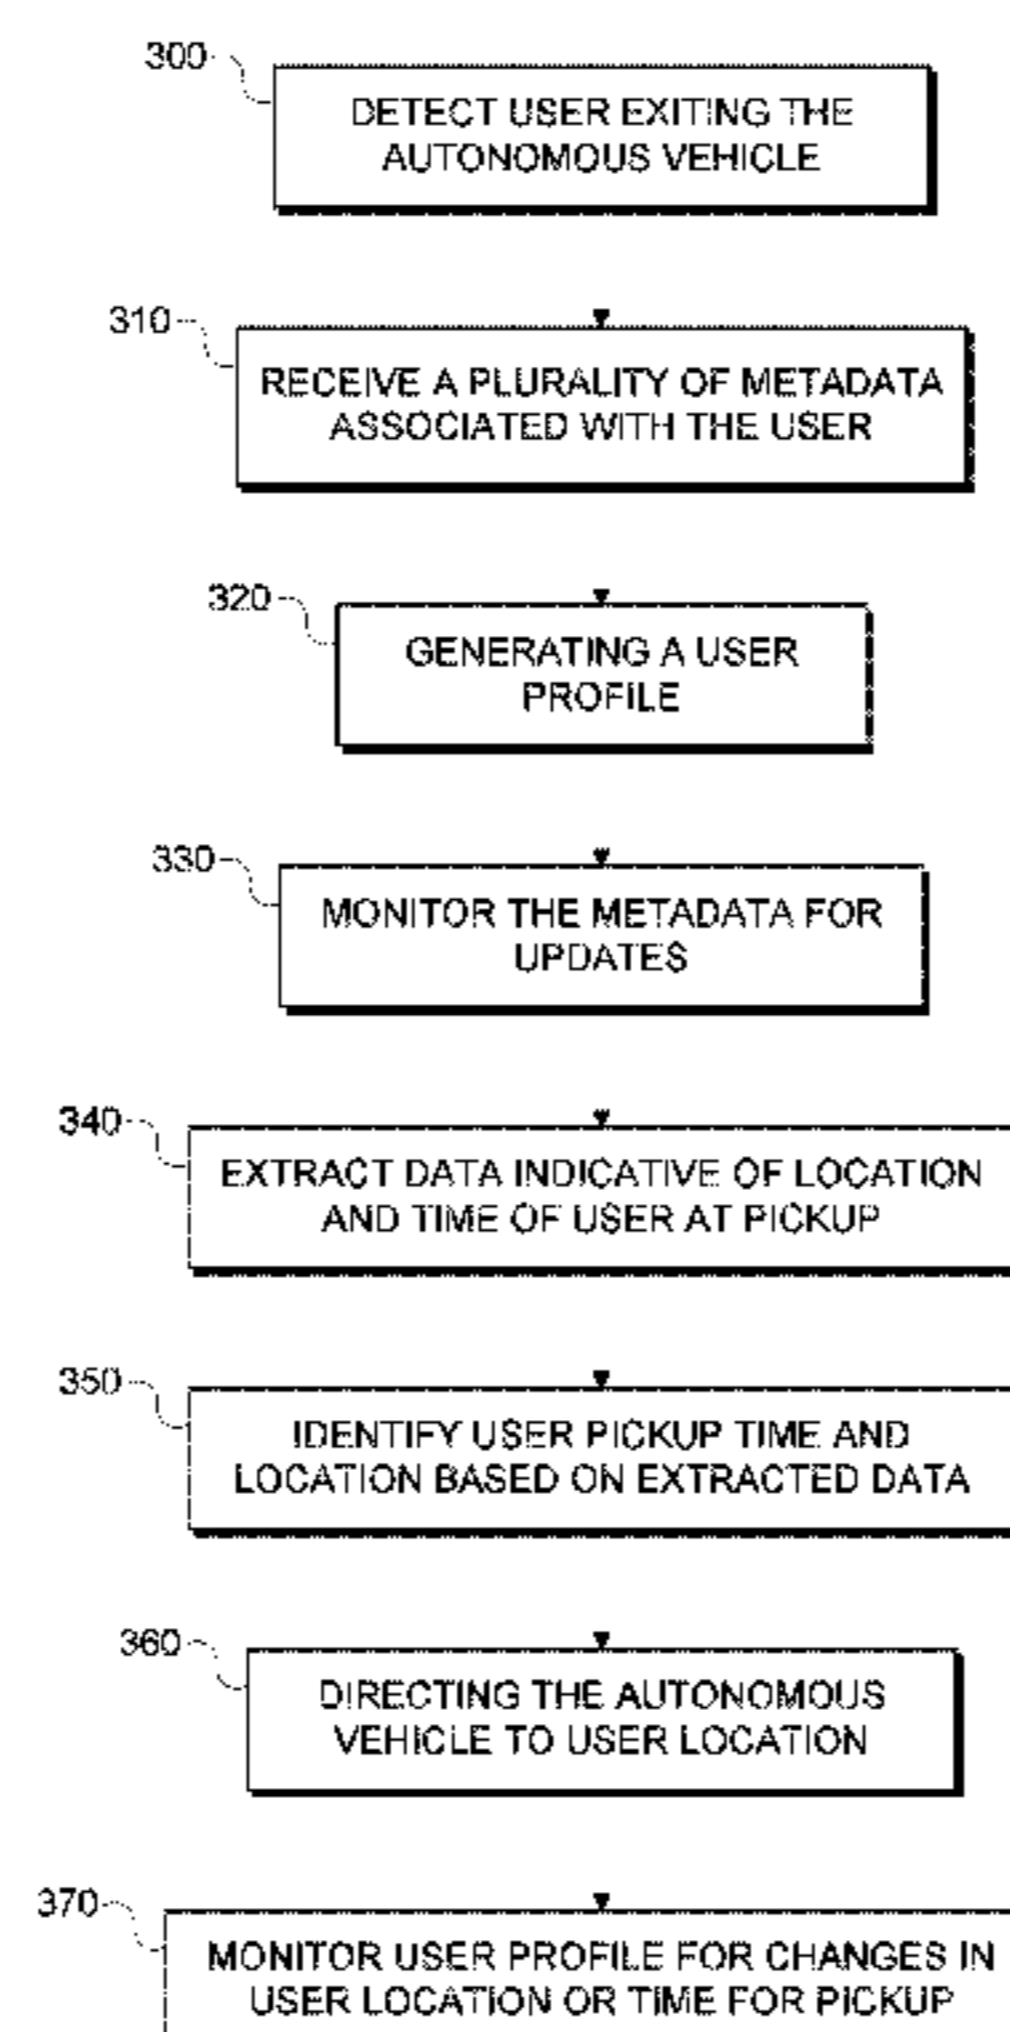 300
DETECT USER EXITING THE
AUTONOMOUS VEHICLE
310
RECEIVE A PLURALITY OF METADATA
ASSOCIATED WITH THE USER
320
GENERATING A USER
PROFILE
330
MONITOR THE METADATA FOR
UPDATES
340
EXTRACT DATA INDICATIVE OF LOCATION
AND TIME OF USER AT PICKUP
350
IDENTIFY USER PICKUP TIME AND
LOCATION BASED ON EXTRACTED DATA
360
DIRECTING THE AUTONOMOUS
VEHICLE TO USER LOCATION
370
MONITOR USER PROFILE FOR CHANGES IN
USER LOCATION OR TIME FOR PICKUP